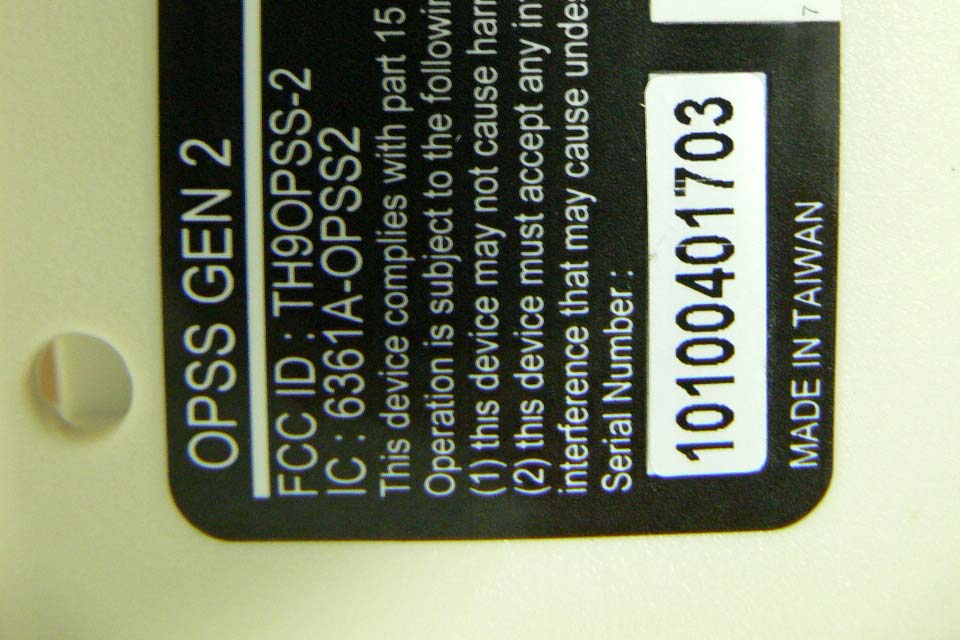 OPSS GEN 2
FCC ID : TH9OPSS-2
IC : 6361A-OPSS2
This device complies with part 15
Operation is subject to the
(1) this device may not cause
(2) this device must accept any
interference that may cause
Serial Number :
10100401703
MADE IN TAIWAN
7